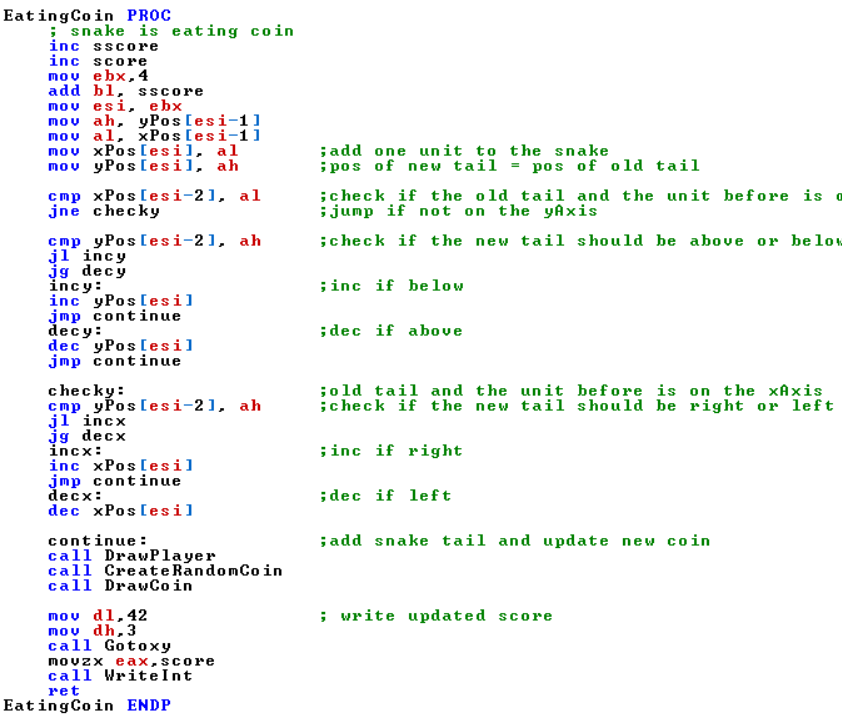 EatingCoin PROC
; snake is eating coin
inc sscore
inc score
mov ebx,4
add bl, sscore
mov esi, ebx
mov ah, yPos[esi-1]
mov al, xPos[esi-1]
mov xPos[esi], al ;add one unit to the snake
mov yPos[esi], ah ;pos of new tail = pos of old tail
cmp xPos[esi-2], al ;check if the old tail and the unit before is
jne checky ;jump if not on the yAxis
cmp yPos[esi-2], ah ;check if the new tail should be above or below
jl incy
jg decy
incy: ;inc if below
inc yPos[esi]
jmp continue
decy: ;dec if above
dec yPos[esi]
jmp continue
checky: ;old tail and the unit before is on the xAxis
cmp yPos[esi-2], ah ;check if the new tail should be right or left
jl incx
jg decx
incx: ;inc if right
inc xPos[esi]
jmp continue
decx: ;dec if left
dec xPos[esi]
continue: ;add snake tail and update new coin
call DrawPlayer
call CreateRandomCoin
call DrawCoin
mov dl,42 ; write updated score
mov dh,3
call Gotoxy
movzx eax,score
call WriteInt
ret
EatingCoin ENDP